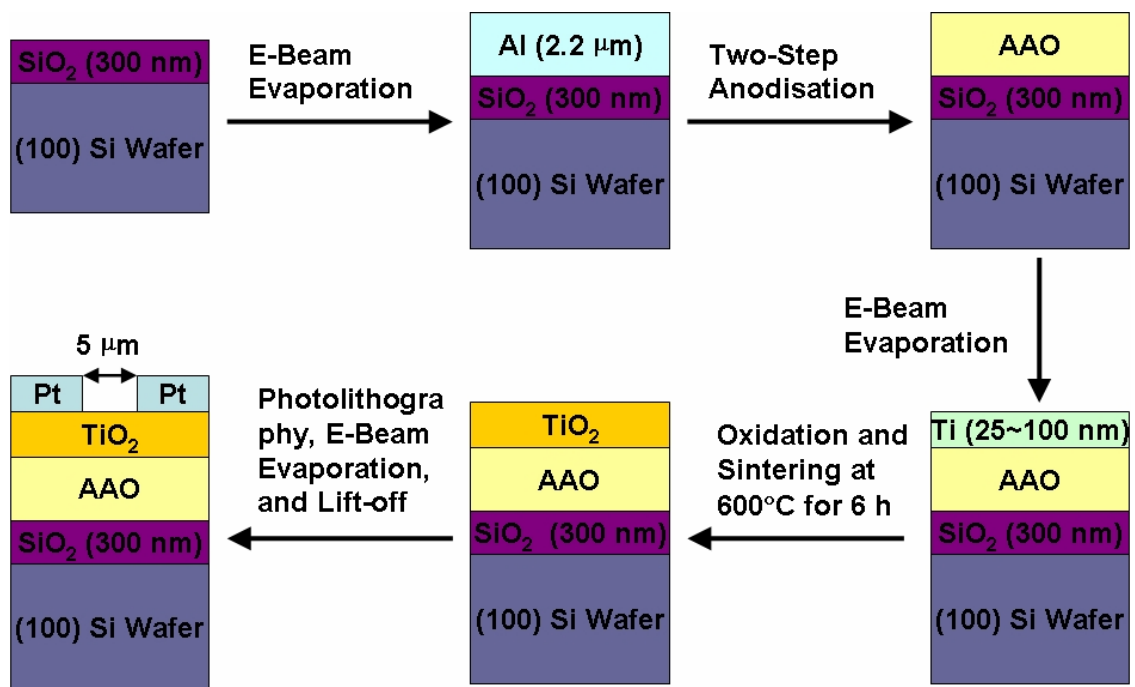 SiO₂ (300 nm)
(100) Si Wafer
E-Beam
Evaporation
Al (2.2 μm)
SiO₂ (300 nm)
(100) Si Wafer
Two-Step
Anodisation
AAO
SiO₂ (300 nm)
(100) Si Wafer
E-Beam
Evaporation
Ti (25~100 nm)
AAO
SiO₂ (300 nm)
(100) Si Wafer
Oxidation and
Sintering at
600°C for 6 h
TiO₂
AAO
SiO₂ (300 nm)
(100) Si Wafer
Photolithogra
phy, E-Beam
Evaporation,
and Lift-off
5 μm
Pt Pt
TiO₂
AAO
SiO₂ (300 nm)
(100) Si Wafer